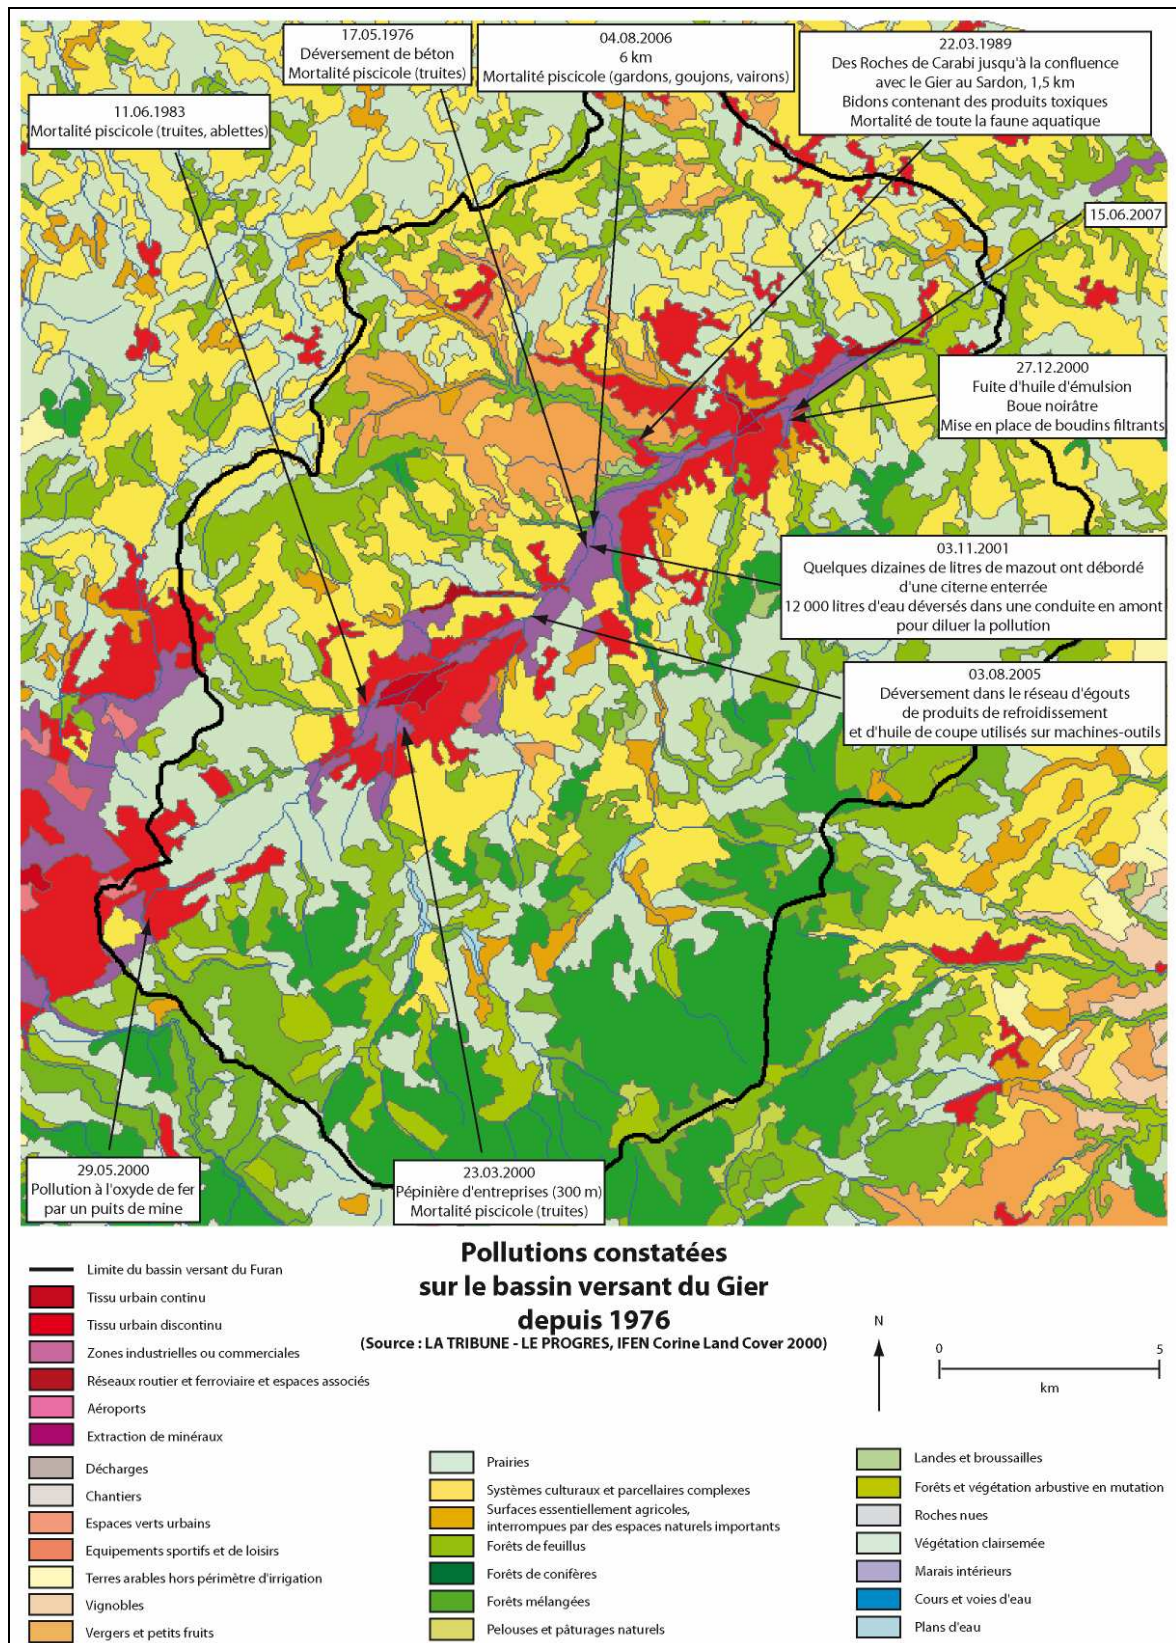 17.05.1976
Déversement de béton
Mortalité piscicole (truites)
04.08.2006
6 km
Mortalité piscicole (gardons, goujons, vairons)
22.03.1989
Des Roches de Carabi jusqu'à la confluence
avec le Gier au Sardon, 1,5 km
Bidons contenant des produits toxiques
Mortalité de toute la faune aquatique
11.06.1983
Mortalité piscicole (truites, ablettes)
15.06.2007
27.12.2000
Fuite d'huile d'émulsion
Boue noirâtre
Mise en place de boudins filtrants
03.11.2001
Quelques dizaines de litres de mazout ont débordé
d'une citerne enterrée
12 000 litres d'eau déversés dans une conduite en amont
pour diluer la pollution
03.08.2005
Déversement dans le réseau d'égouts
de produits de refroidissement
et d'huile de coupe utilisés sur machines-outils
29.05.2000
Pollution à l'oxyde de fer
par un puits de mine
23.03.2000
Pépinière d'entreprises (300 m)
Mortalité piscicole (truites)
Pollutions constatées
sur le bassin versant du Gier
depuis 1976
(Source : LA TRIBUNE - LE PROGRES, IFEN Corine Land Cover 2000)
N
0 5
km
Limite du bassin versant du Furan
Tissu urbain continu
Tissu urbain discontinu
Zones industrielles ou commerciales
Réseaux routier et ferroviaire et espaces associés
Aéroports
Extraction de minéraux
Décharges
Chantiers
Espaces verts urbains
Equipements sportifs et de loisirs
Terres arables hors périmètre d'irrigation
Vignobles
Vergers et petits fruits
Prairies
Systèmes culturaux et parcellaires complexes
Surfaces essentiellement agricoles,
interrompues par des espaces naturels importants
Forêts de feuillus
Forêts de conifères
Forêts mélangées
Pelouses et pâturages naturels
Landes et broussailles
Forêts et végétation arbustive en mutation
Roches nues
Végétation clairsemée
Marais intérieurs
Cours et voies d'eau
Plans d'eau